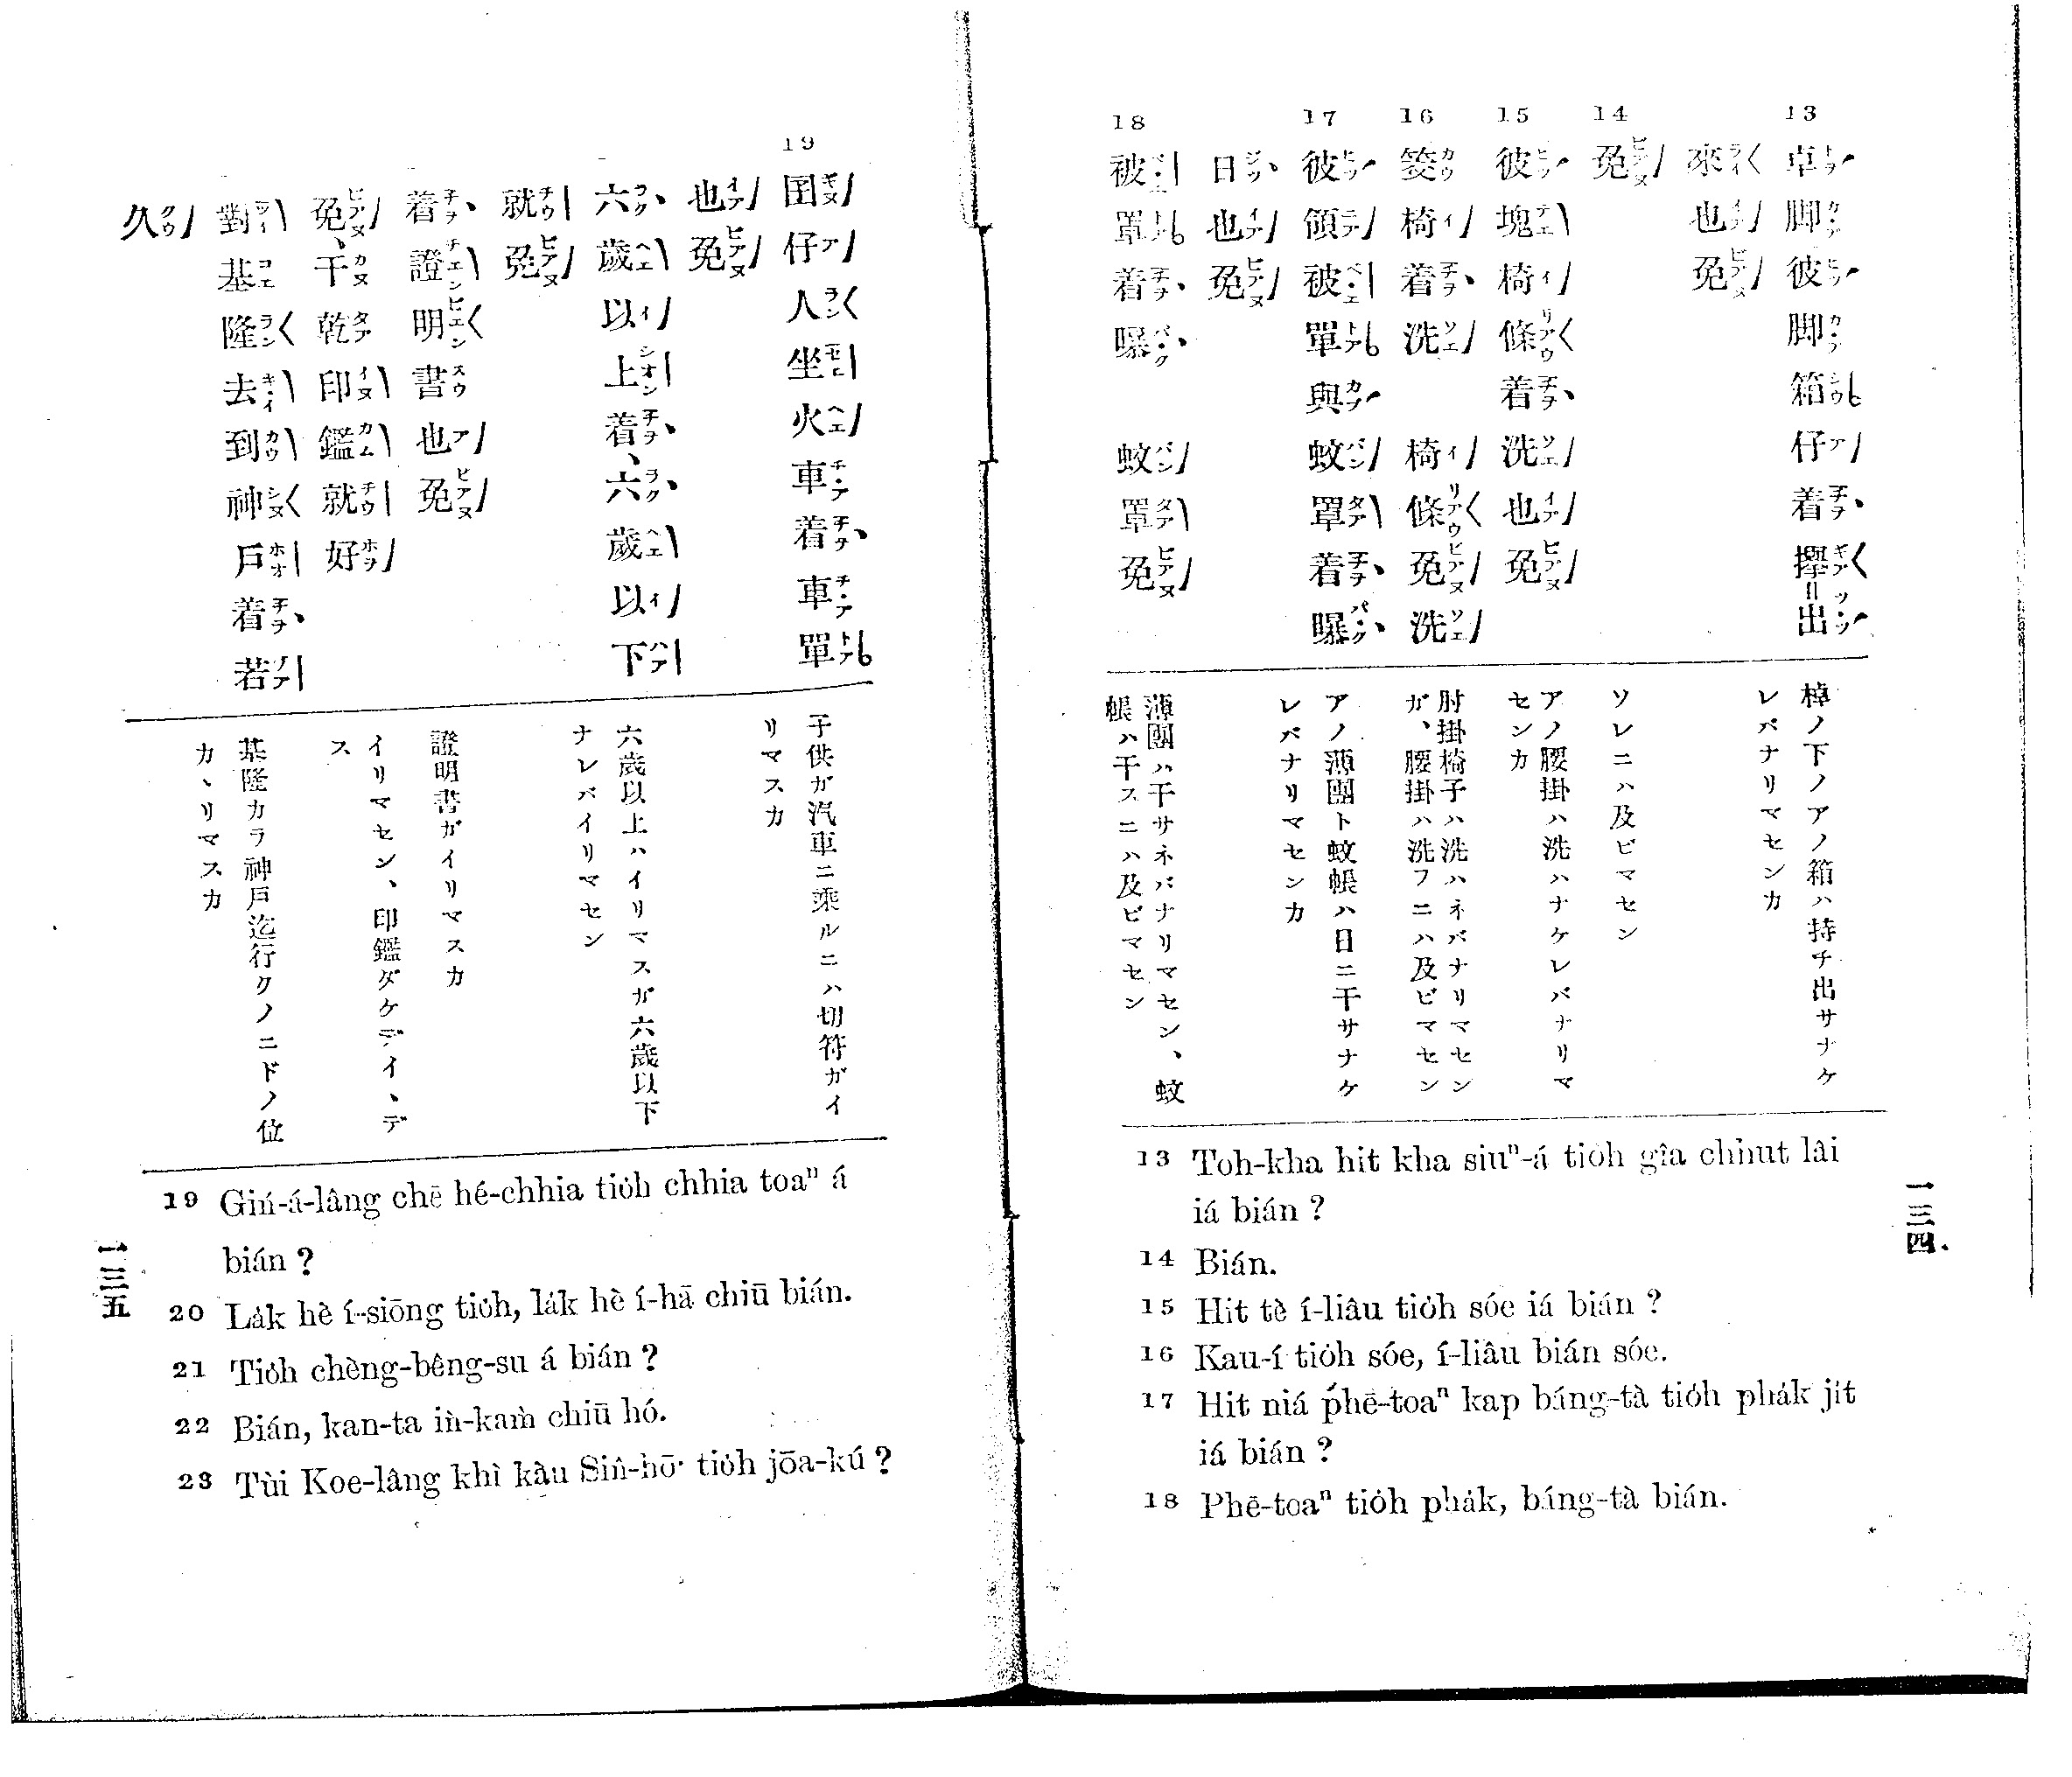 13
卓脚彼脚箱仔着攑=出
來也免
14
免
15
彼塊椅條着洗也免
16
筊椅着洗 椅條免洗
17
彼領被單與蚊罩着曝
日也免
18
被單着曝 蚊罩免
棹ノ下ノアノ箱ハ持チ出サナケ
レバナリマセンカ
ソレニハ及ビマセン
アノ腰掛ハ洗ハナケレバナリマ
センカ
肘掛椅子ハ洗ハネバナリマセン
ガ、腰掛ハ洗フニハ及ビマセン
アノ薄團ト蚊帳ハ日ニ干サナケ
レバナリマセンカ
薄團ハ干サネバナリマセン、蚊
帳ハ干スニハ及ビマセン
13 Toh-kha hit kha siuⁿ-á tio̍h gîa chhut lâi
iá bián ?
14 Bián.
15 Hit tè í-liâu tio̍h sóe iá bián ?
16 Kau-í tio̍h sóe, í-liâu bián sóe.
17 Hit niá phē-toaⁿ kap báng-tà tio̍h pha̍k ji̍t
iá bián ?
18 Phē-toaⁿ tio̍h pha̍k, báng-tà bián.
一三四
19
囝仔人坐火車着車單
也免
六歲以上着、六歲以下
就免
着證明書也免
免、干乾印鑑就好
對基隆去到神戶着若
久
子供ガ汽車ニ乘ルニハ切符ガイ
リマスカ
六歲以上ハイリマスガ六歲以下
ナレバイリマセン
證明書ガイリマスカ
イリマセン、印鑑ダケデイヽデ
ス
基隆カラ神戶迄行クノニドノ位
カヽリマスカ
19 Gín-á-lâng chē hé-chhia tio̍h chhia toaⁿ á
bián ?
20 La̍k hè í-siōng tio̍h, la̍k hè í-hā chiū bián.
21 Tio̍h chèng-bêng-su á bián ?
22 Bián, kan-ta ìn-kàm chiū hó.
23 Tùi Koe-lâng khì kàu Sîn-hō· tio̍h jōa-kú ?
一三五